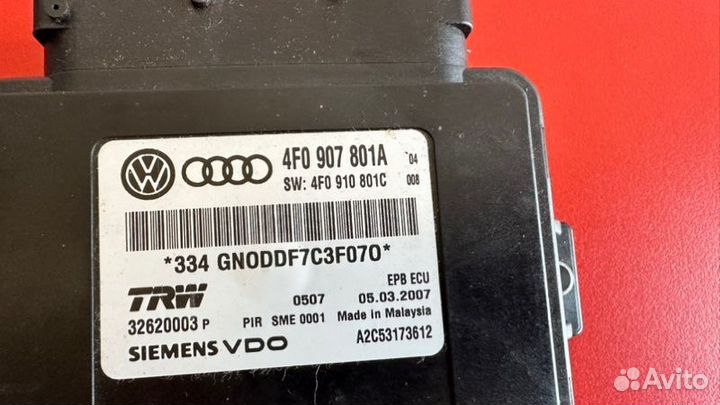 4F0 907 801A '04
SW: 4F0 910 801C 008
*334 GNODDF7C3F070*
EPB ECU
TRW 0507 05.03.2007
32620003 P PIR SME 0001 Made in Malaysia
SIEMENS VDO A2C53173612
Avito